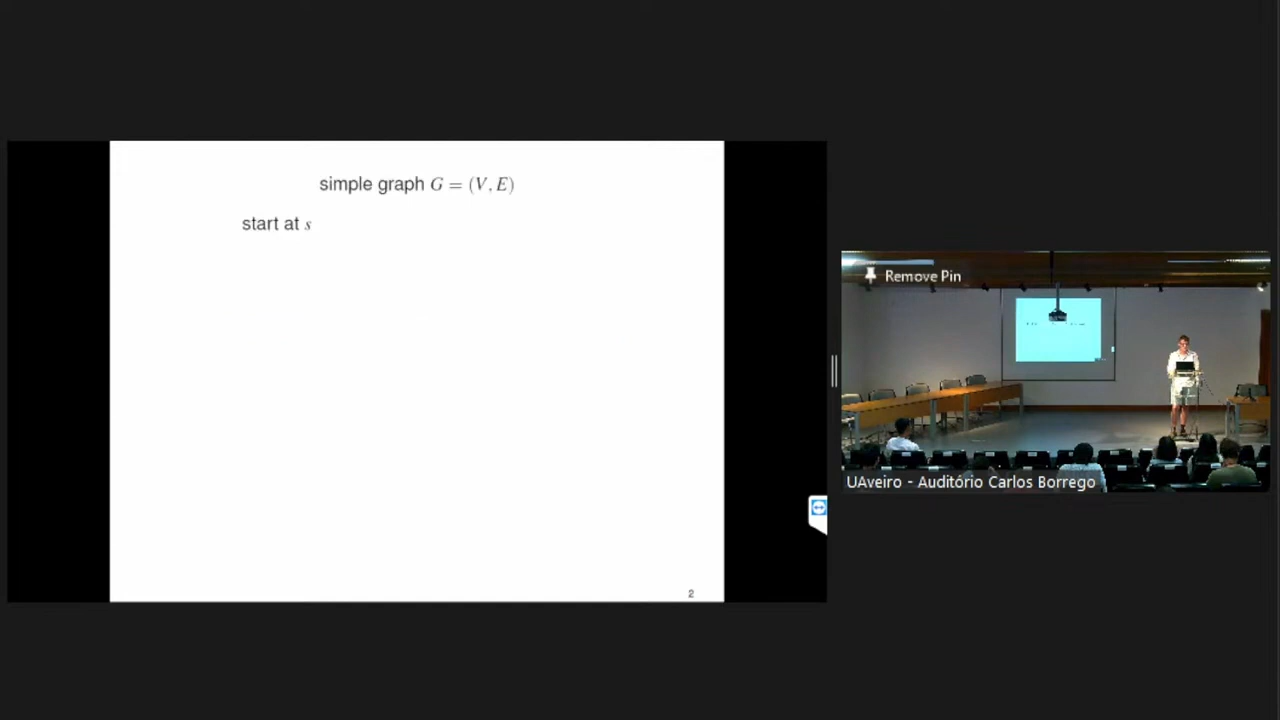 simple graph G = (V, E)
start at s
2
Remove Pin
UAveiro - Auditório Carlos Borrego